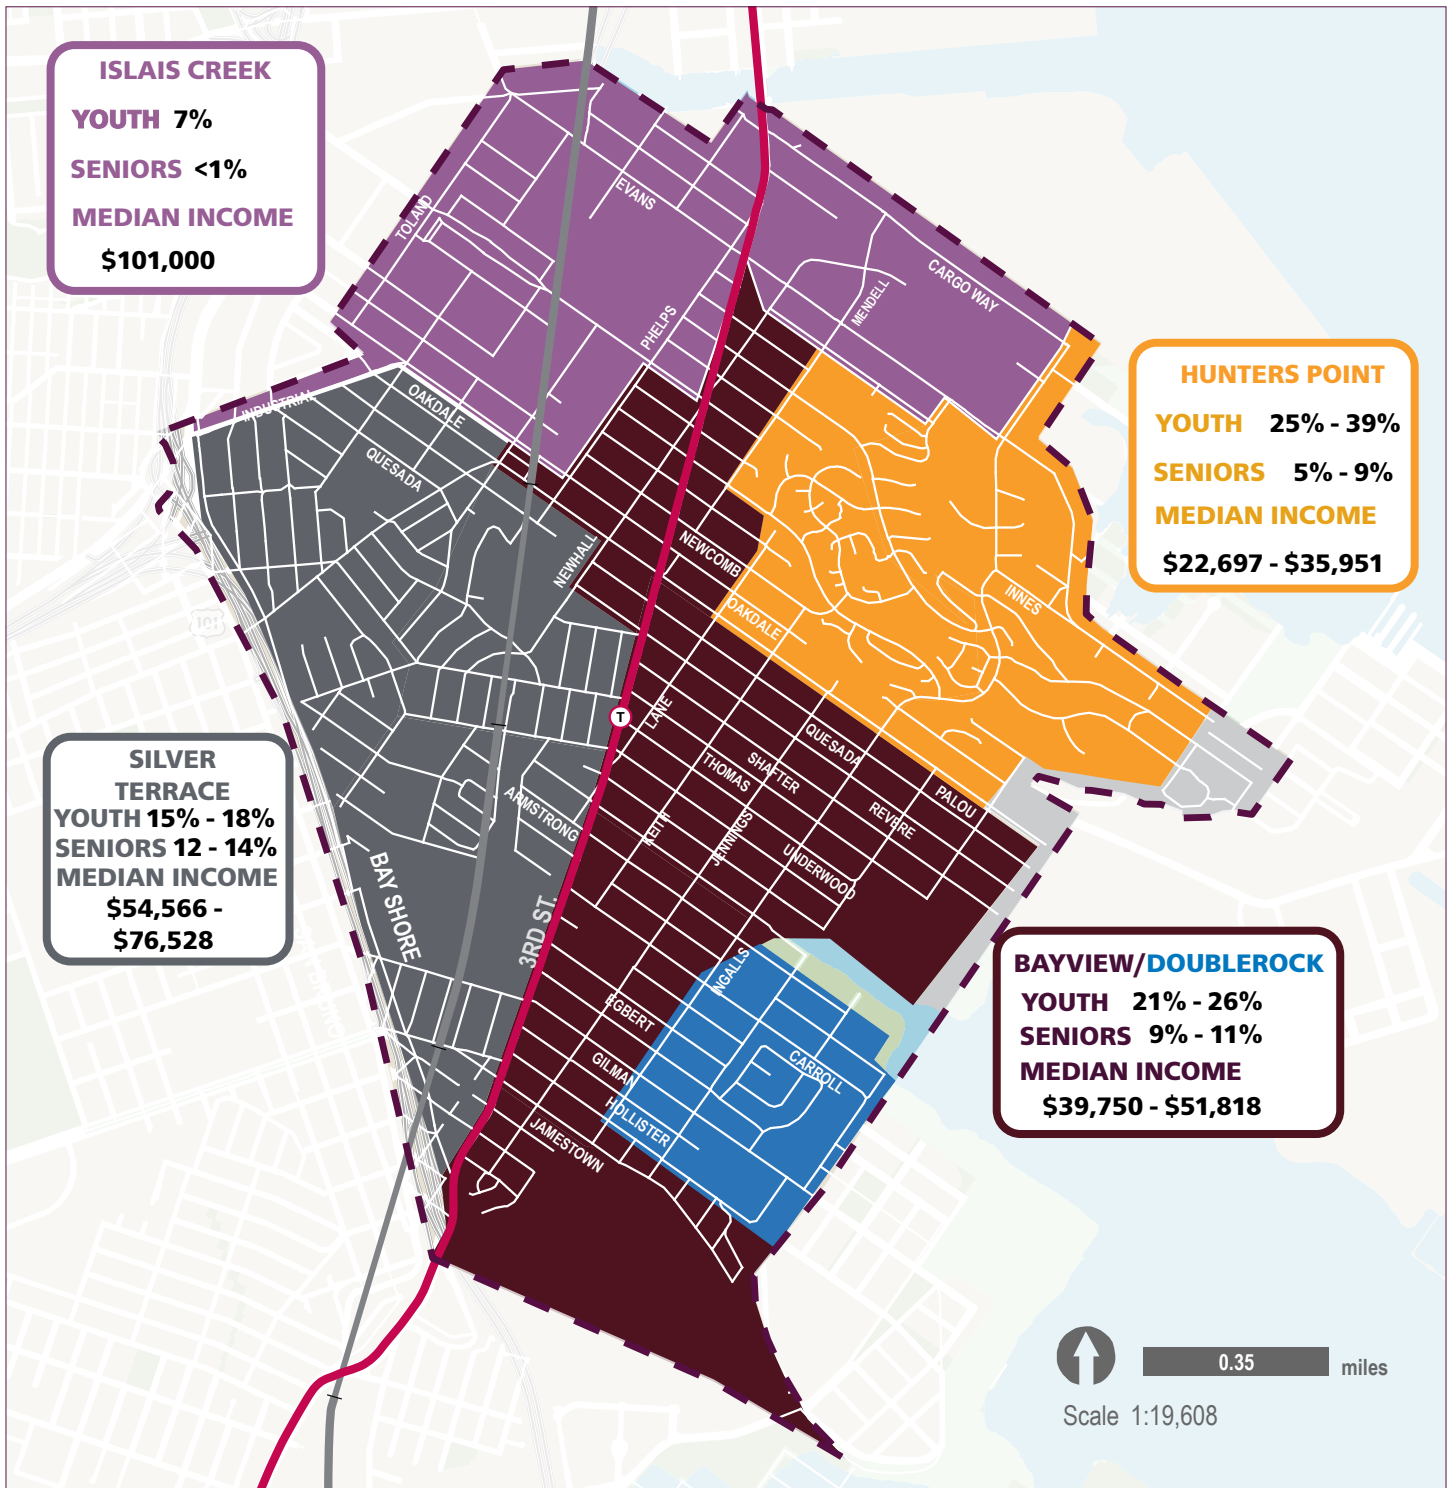 ISLAIS CREEK
YOUTH 7%
SENIORS <1%
MEDIAN INCOME
$101,000
EVANS
TOLAND
CARGO WAY
MENDELL
PHELPS
HUNTERS POINT
YOUTH 25% - 39%
SENIORS 5% - 9%
MEDIAN INCOME
$22,697 - $35,951
INDUSTRIAL
OAKDALE
QUESADA
NEWHALL
NEWCOMB
OAKDALE
INNES
101
T
LANE
SILVER
TERRACE
YOUTH 15% - 18%
SENIORS 12 - 14%
MEDIAN INCOME
$54,566 -
$76,528
QUESADA
SHAFTER
THOMAS
ARMSTRONG
PALOU
REVERE
KEITH
JENNINGS
UNDERWOOD
BAY SHORE
3RD ST.
INGALLS
BAYVIEW/DOUBLEROCK
YOUTH 21% - 26%
SENIORS 9% - 11%
MEDIAN INCOME
$39,750 - $51,818
EGBERT
GILMAN
CARROLL
HOLLISTER
JAMESTOWN
0.35 miles
Scale 1:19,608